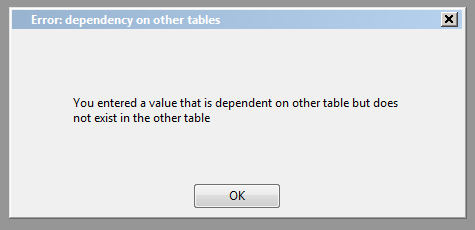 Error: dependency on other tables
You entered a value that is dependent on other table but does
not exist in the other table
OK